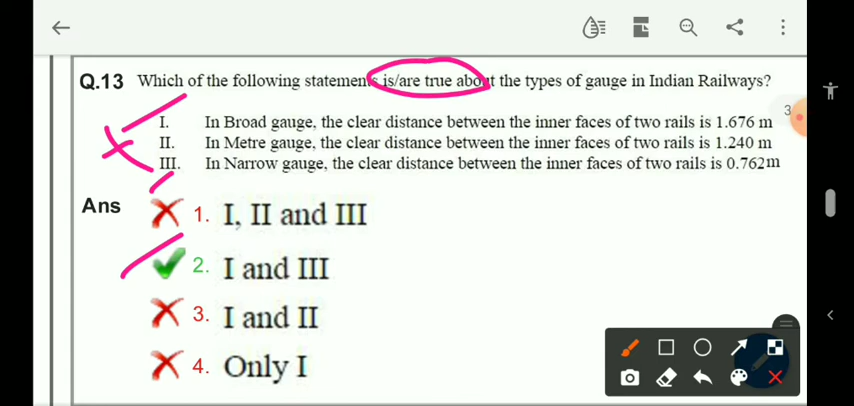 Q.13 Which of the following statements is/are true about the types of gauge in Indian Railways?
3
I. In Broad gauge, the clear distance between the inner faces of two rails is 1.676 m
II. In Metre gauge, the clear distance between the inner faces of two rails is 1.240 m
III. In Narrow gauge, the clear distance between the inner faces of two rails is 0.762m
Ans 1. I, II and III
2. I and III
3. I and II
4. Only I